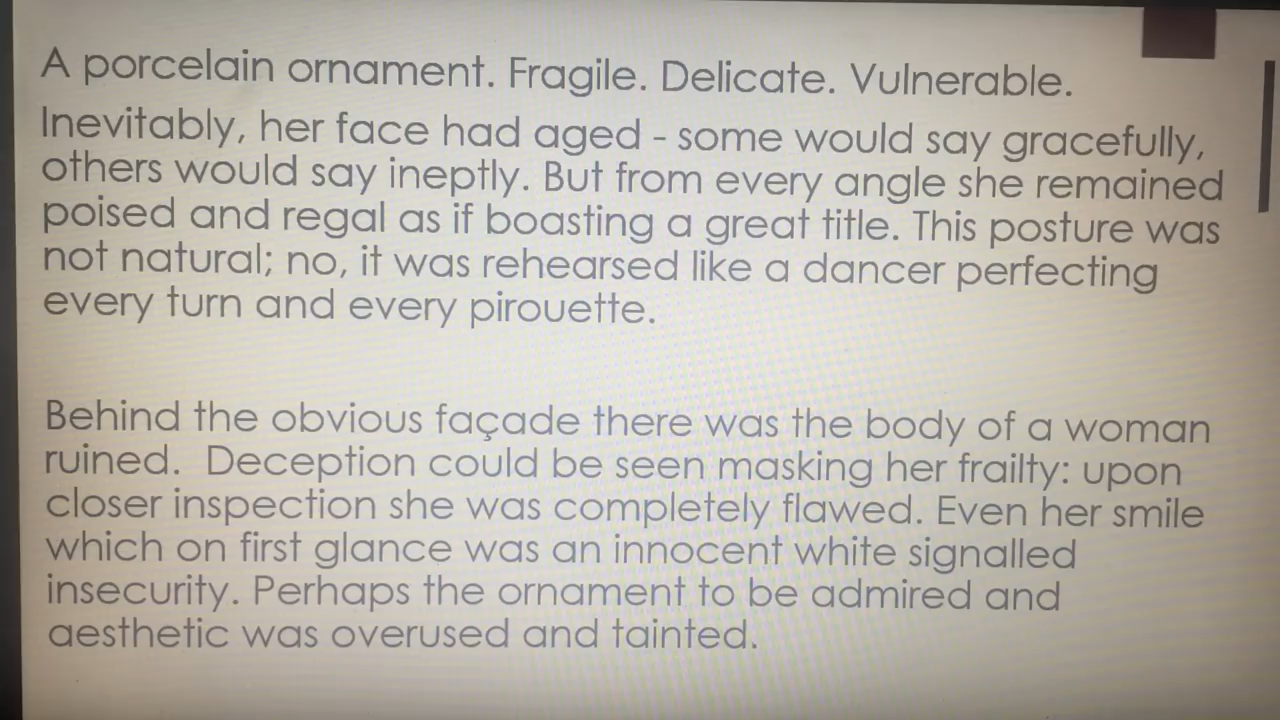 A porcelain ornament. Fragile. Delicate. Vulnerable.
Inevitably, her face had aged - some would say gracefully,
others would say ineptly. But from every angle she remained
poised and regal as if boasting a great title. This posture was
not natural; no, it was rehearsed like a dancer perfecting
every turn and every pirouette.
Behind the obvious façade there was the body of a woman
ruined.  Deception could be seen masking her frailty: upon
closer inspection she was completely flawed. Even her smile
which on first glance was an innocent white signalled
insecurity. Perhaps the ornament to be admired and
aesthetic was overused and tainted.